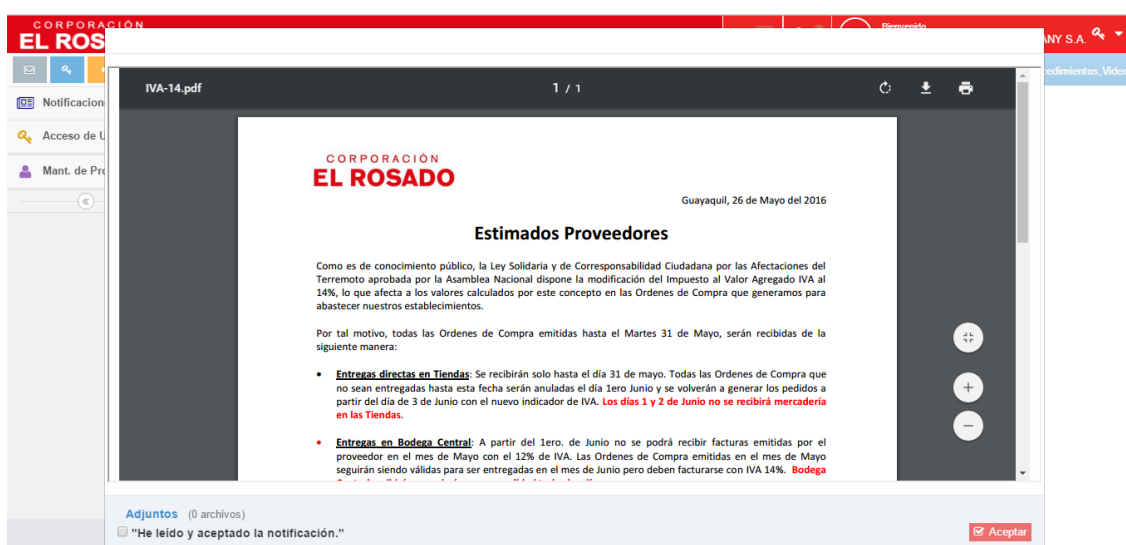 CORPORACIÓN
EL ROS
Bienvenido
ANY S.A.
Notificacion
Acceso de U
Mant. de Pro
IVA-14.pdf
1 / 1
CORPORACIÓN
EL ROSADO
Guayaquil, 26 de Mayo del 2016
Estimados Proveedores
Como es de conocimiento público, la Ley Solidaria y de Corresponsabilidad Ciudadana por las Afectaciones del
Terremoto aprobada por la Asamblea Nacional dispone la modificación del Impuesto al Valor Agregado IVA al
14%, lo que afecta a los valores calculados por este concepto en las Ordenes de Compra que generamos para
abastecer nuestros establecimientos.
Por tal motivo, todas las Ordenes de Compra emitidas hasta el Martes 31 de Mayo, serán recibidas de la
siguiente manera:
• Entregas directas en Tiendas: Se recibirán solo hasta el día 31 de mayo. Todas las Ordenes de Compra que
no sean entregadas hasta esta fecha serán anuladas el día 1ero Junio y se volverán a generar los pedidos a
partir del día de 3 de Junio con el nuevo indicador de IVA. Los días 1 y 2 de Junio no se recibirá mercadería
en las Tiendas.
• Entregas en Bodega Central: A partir del 1ero. de Junio no se podrá recibir facturas emitidas por el
proveedor en el mes de Mayo con el 12% de IVA. Las Ordenes de Compra emitidas en el mes de Mayo
seguirán siendo válidas para ser entregadas en el mes de Junio pero deben facturarse con IVA 14%. Bodega
cedimientos,Video
Adjuntos (0 archivos)
"He leído y aceptado la notificación."
Aceptar